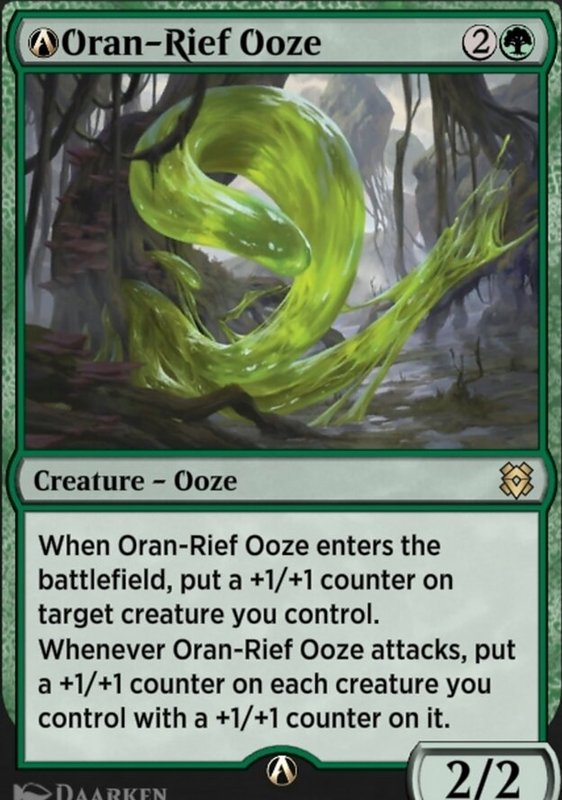 Oran-Rief Ooze 2
Creature – Ooze
When Oran-Rief Ooze enters the
battlefield, put a +1/+1 counter on
target creature you control.
Whenever Oran-Rief Ooze attacks, put
a +1/+1 counter on each creature you
control with a +1/+1 counter on it.
2/2
DAARKEN